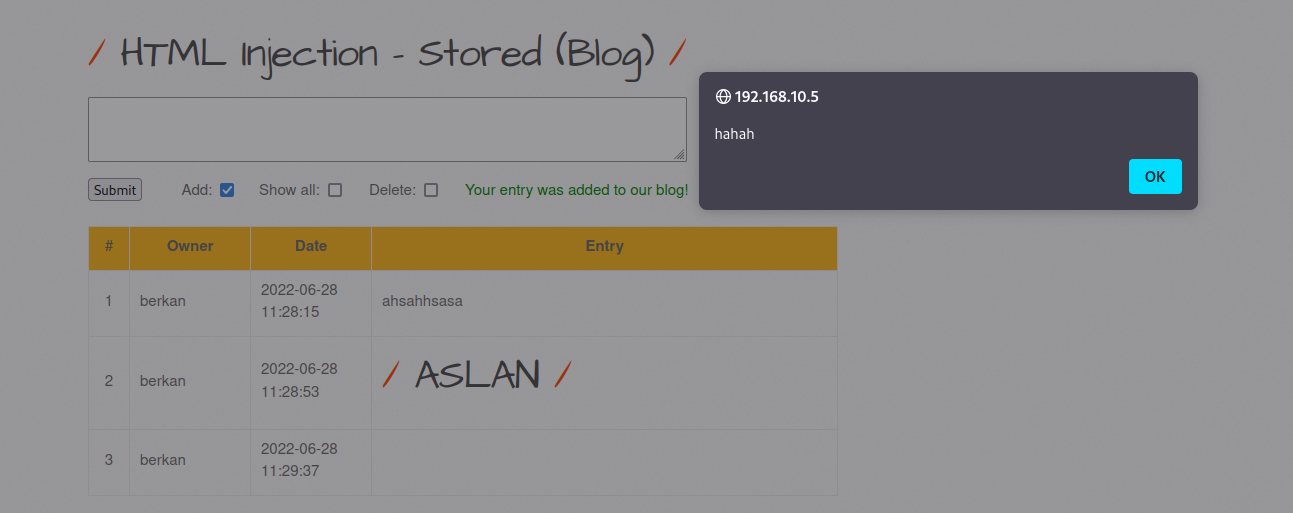 / HTML Injection - Stored (Blog) /
192.168.10.5
hahah
OK
Submit Add: Show all: Delete: Your entry was added to our blog!
# Owner Date Entry
1 berkan 2022-06-28 11:28:15 ahsahhsasa
2 berkan 2022-06-28 11:28:53 / ASLAN /
3 berkan 2022-06-28 11:29:37